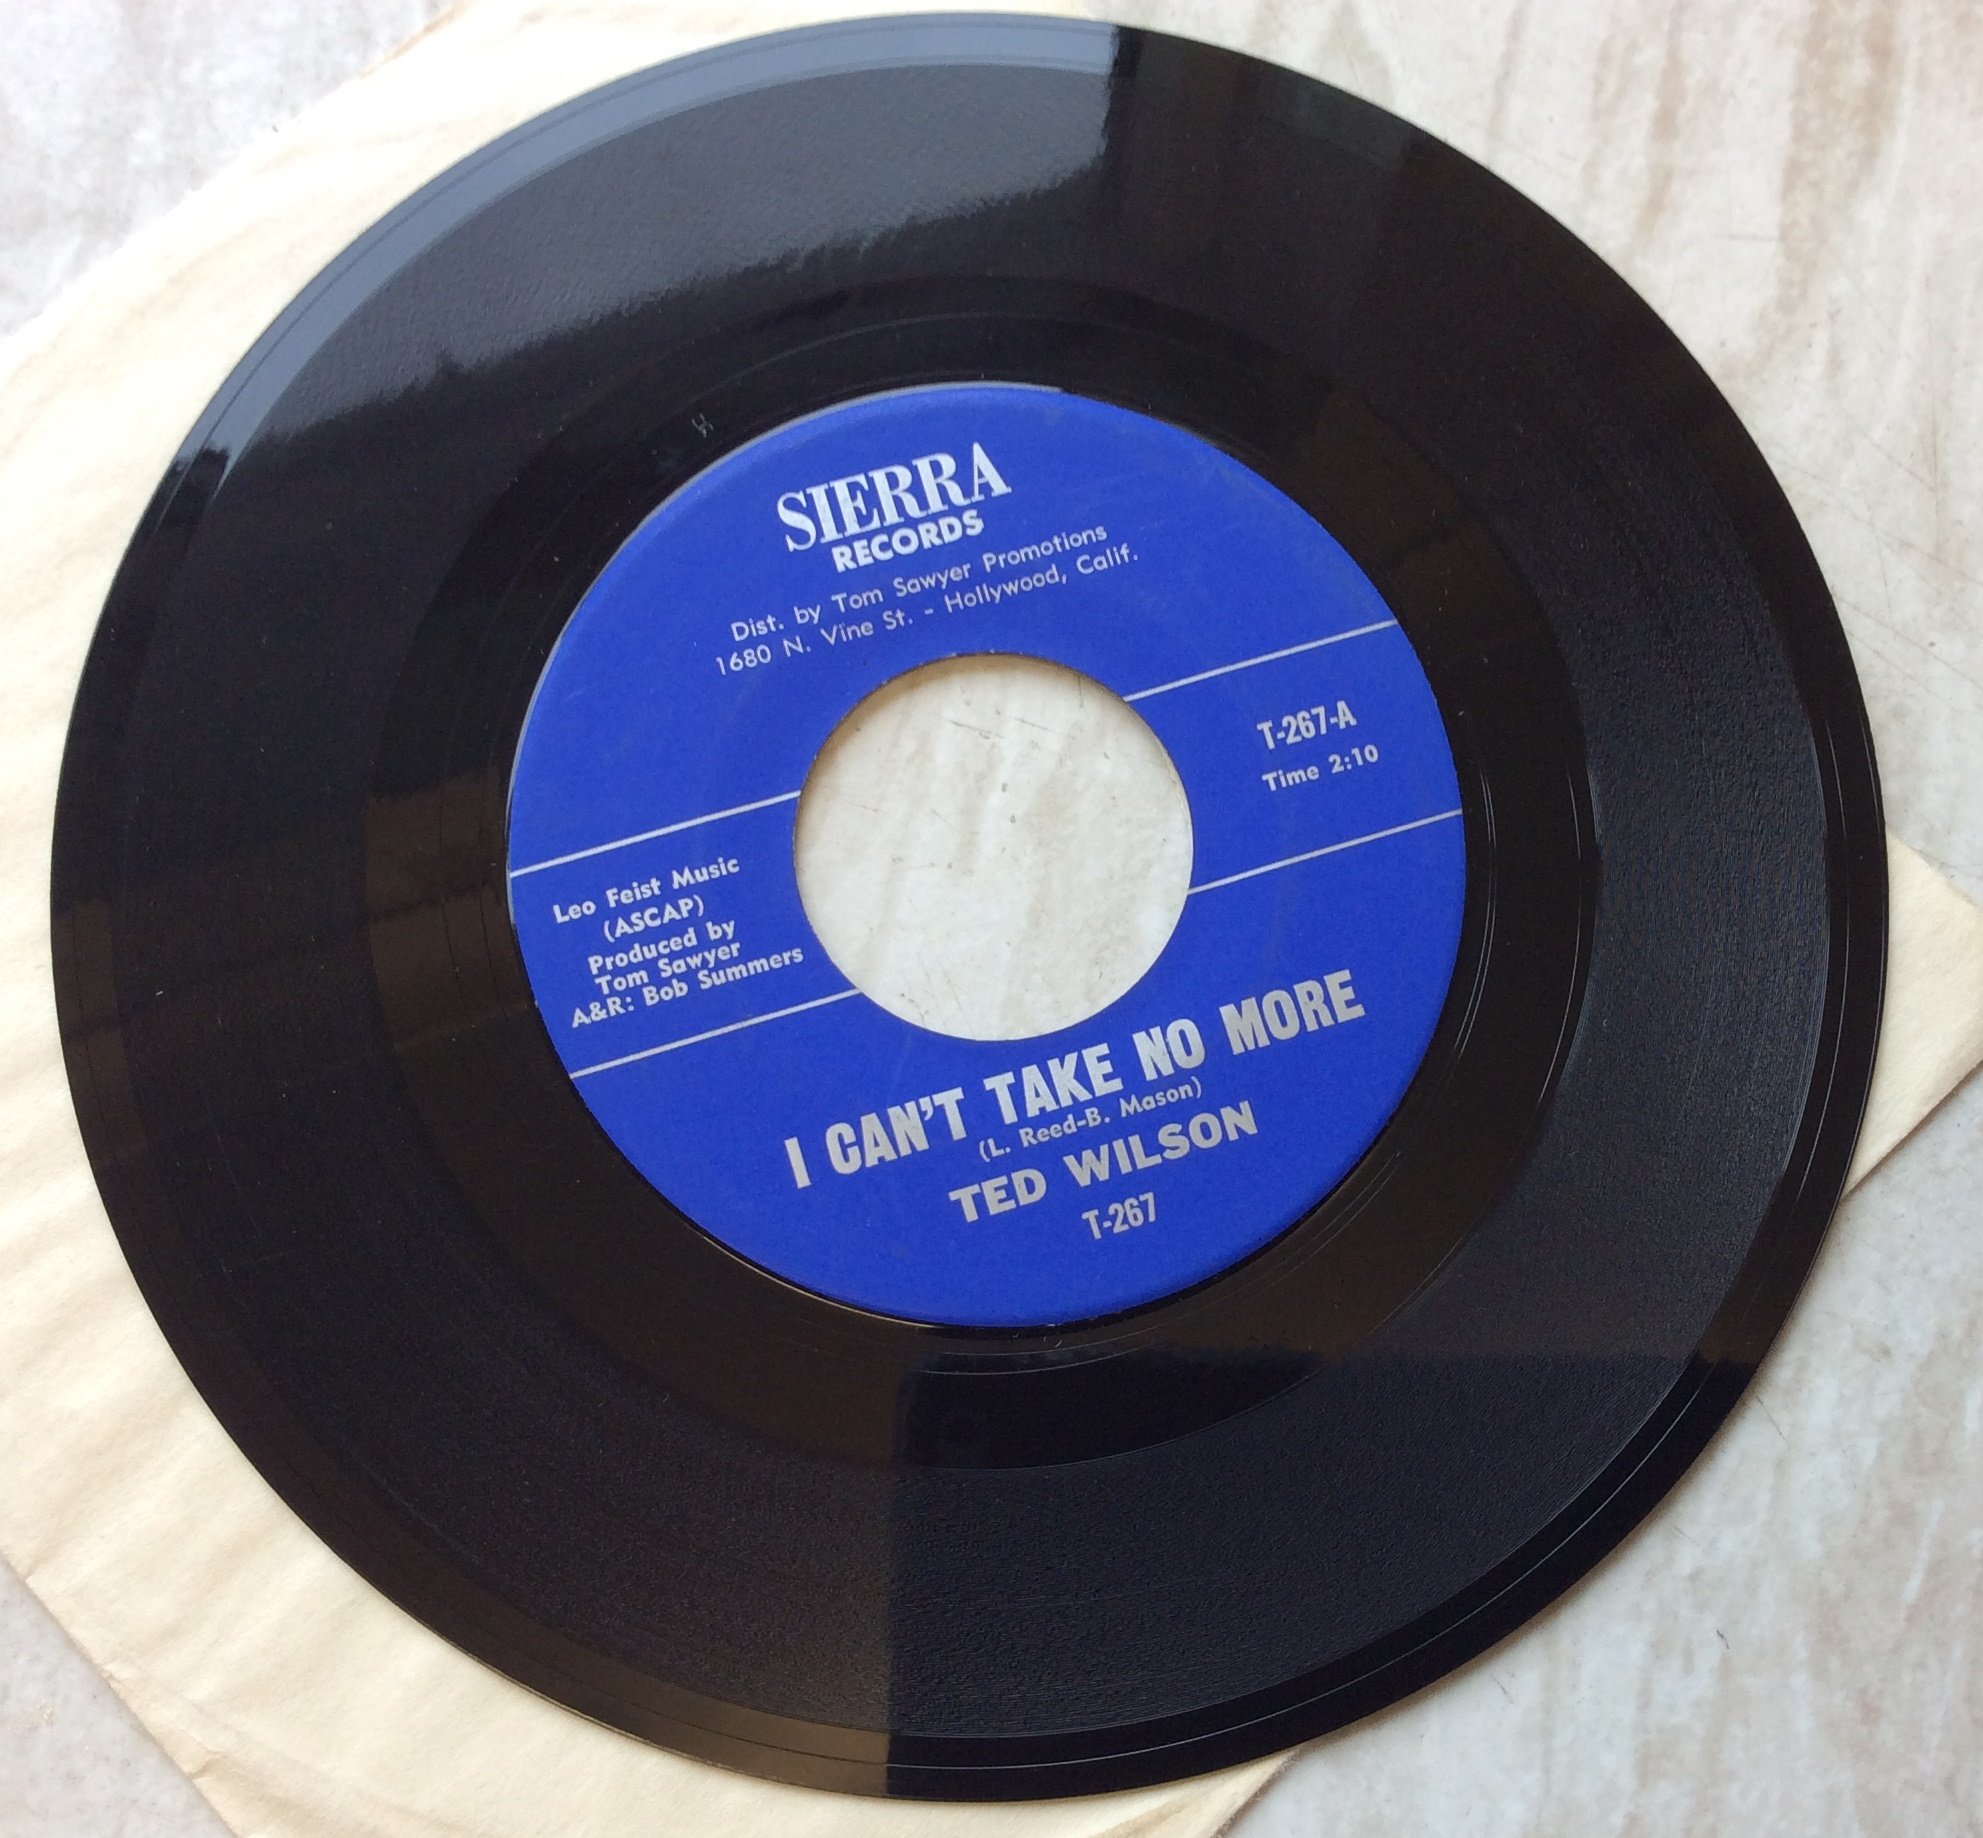 SIERRA
RECORDS
Dist. by Tom Sawyer Promotions
1680 N. Vine St. - Hollywood, Calif.
T-267-A
Time 2:10
Leo Feist Music
(ASCAP)
Produced by
Tom Sawyer
A&R: Bob Summers
I CAN'T TAKE NO MORE
(L. Reed-B. Mason)
TED WILSON
T-267